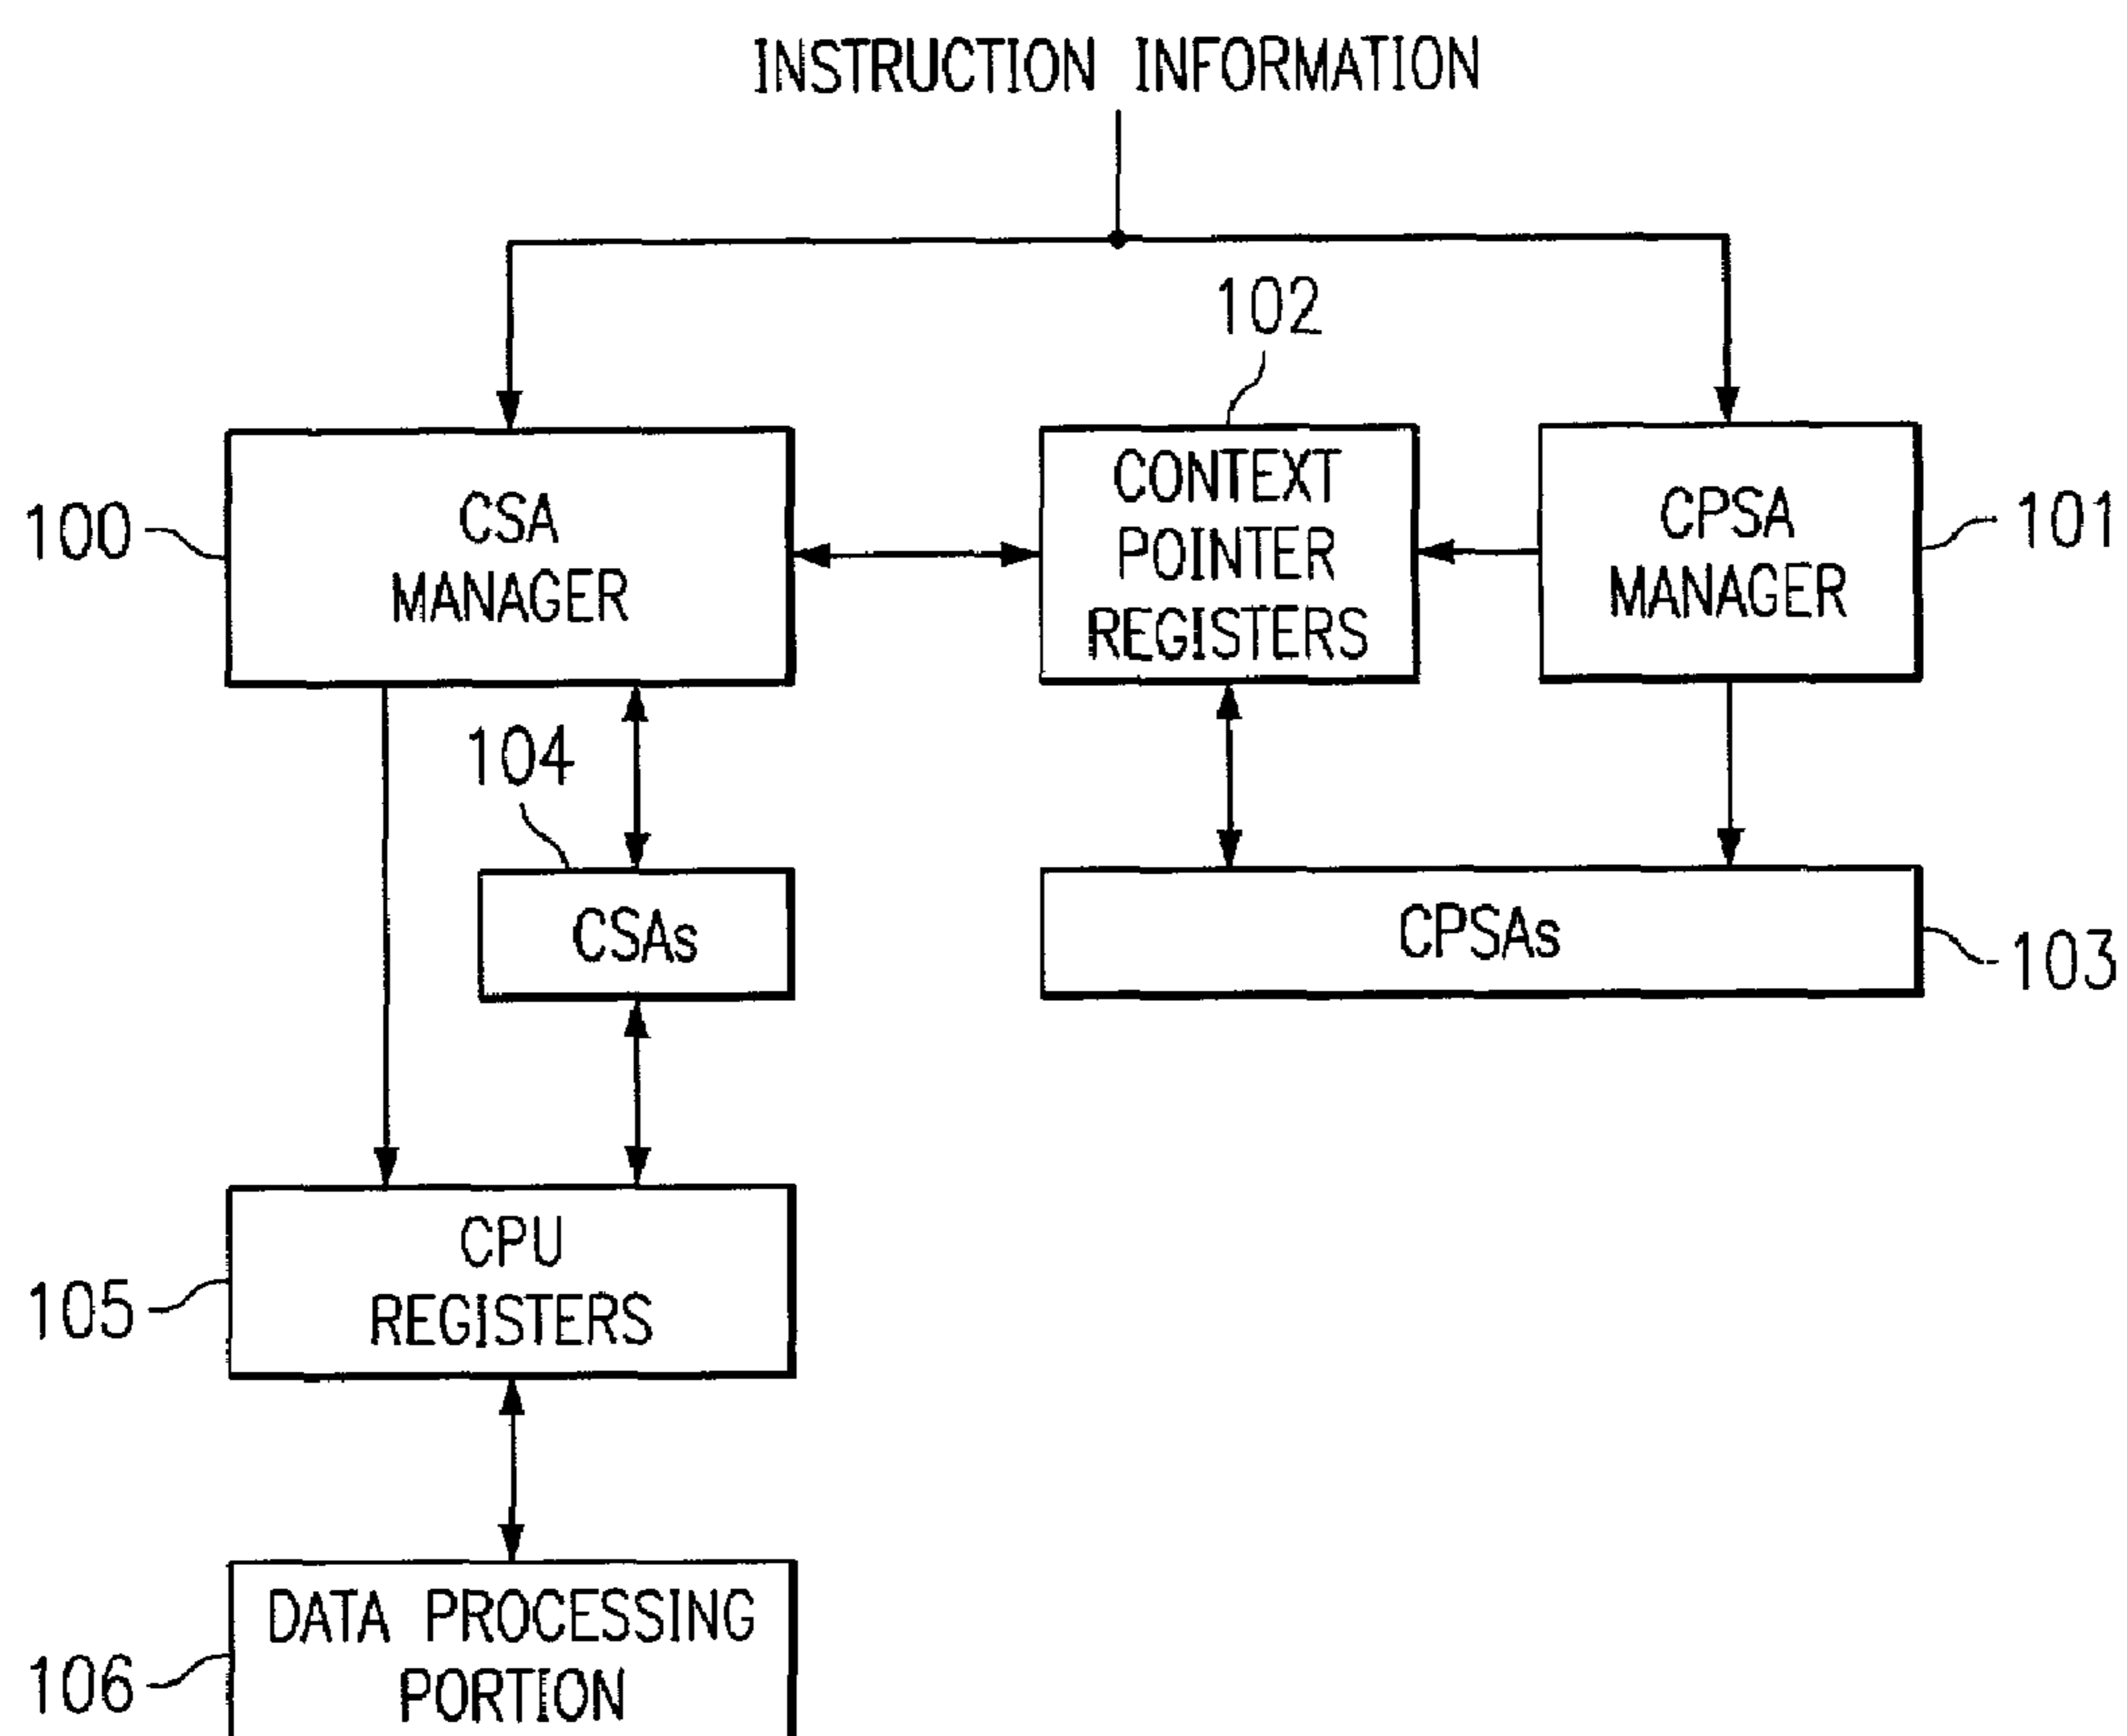 INSTRUCTION INFORMATION
102
100
CSA
MANAGER
CONTEXT
POINTER
REGISTERS
CPSA
MANAGER
101
104
CSAs
CPSAs
103
105
CPU
REGISTERS
106
DATA PROCESSING
PORTION